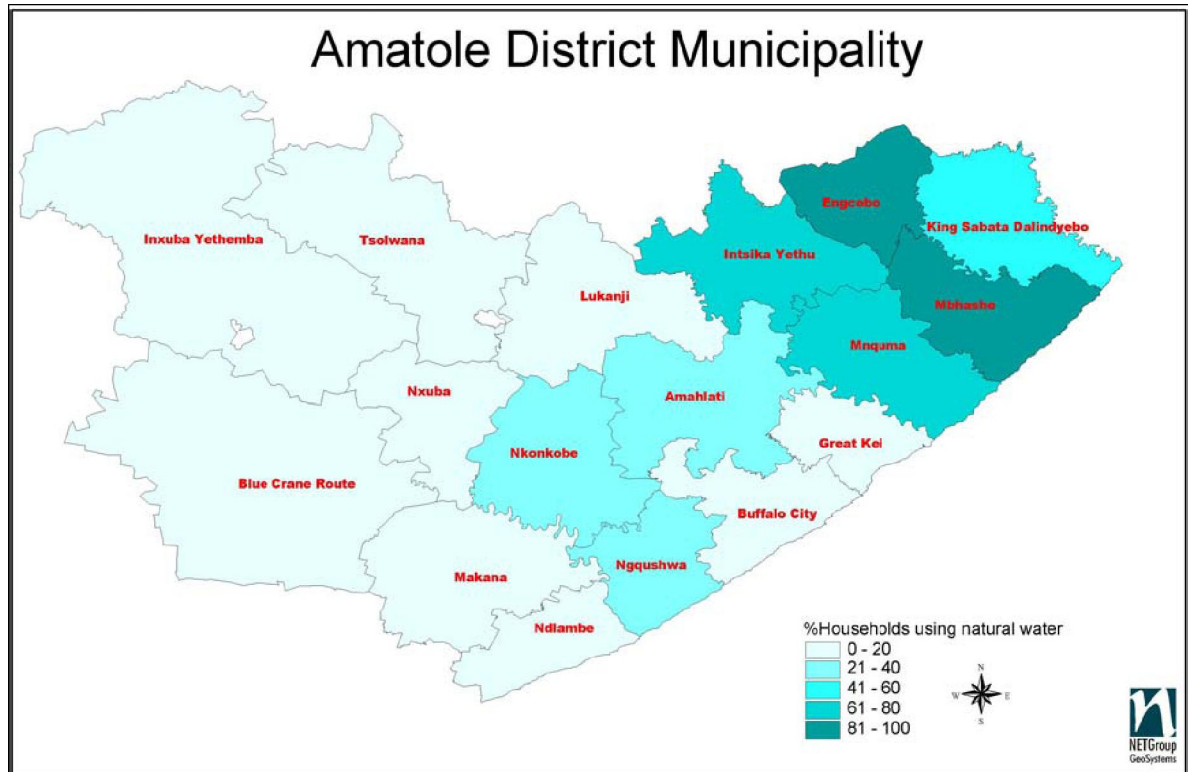 Amatole District Municipality
Engcobo
King Sabata Dalindyebo
Inxuba Yethemba
Tsolwana
Intsika Yethu
Lukanji
Mbhashe
Mnquma
Nxuba
Amahlati
Great Kei
Nkonkobe
Blue Crane Route
Buffalo City
Ngqushwa
Makana
Ndlambe
%Households using natural water
0 - 20
21 - 40
41 - 60
61 - 80
81 - 100
N
W E
S
n
NETGroup
GeoSystems